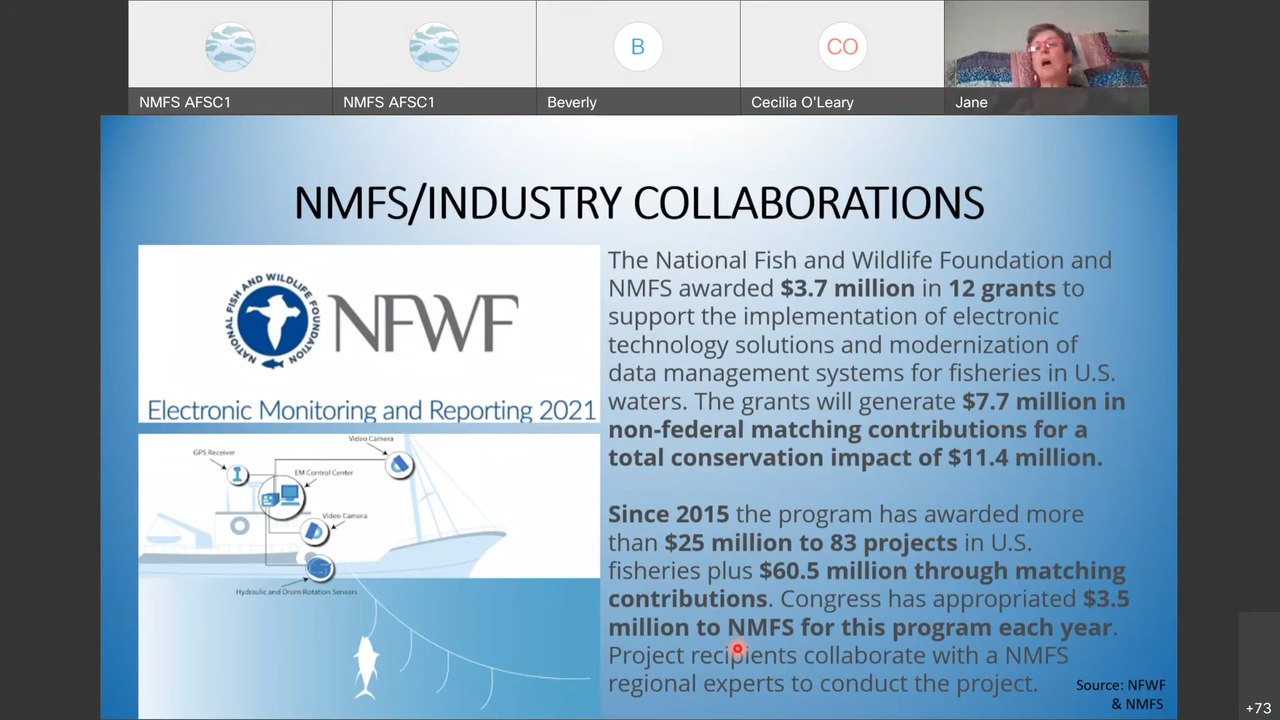 B
CO
NMFS AFSC1
NMFS AFSC1
Beverly
Cecilia O'Leary
Jane
NMFS/INDUSTRY COLLABORATIONS
NATIONAL FISH AND WILDLIFE FOUNDATION
NFWF
Electronic Monitoring and Reporting 2021
Video Camera
GPS Receiver
EM Control Center
Video Camera
Hydraulic and Drum Rotation Sensors
The National Fish and Wildlife Foundation and
NMFS awarded $3.7 million in 12 grants to
support the implementation of electronic
technology solutions and modernization of
data management systems for fisheries in U.S.
waters. The grants will generate $7.7 million in
non-federal matching contributions for a
total conservation impact of $11.4 million.
Since 2015 the program has awarded more
than $25 million to 83 projects in U.S.
fisheries plus $60.5 million through matching
contributions. Congress has appropriated $3.5
million to NMFS for this program each year.
Project recipients collaborate with a NMFS
regional experts to conduct the project.
Source: NFWF
& NMFS
+73